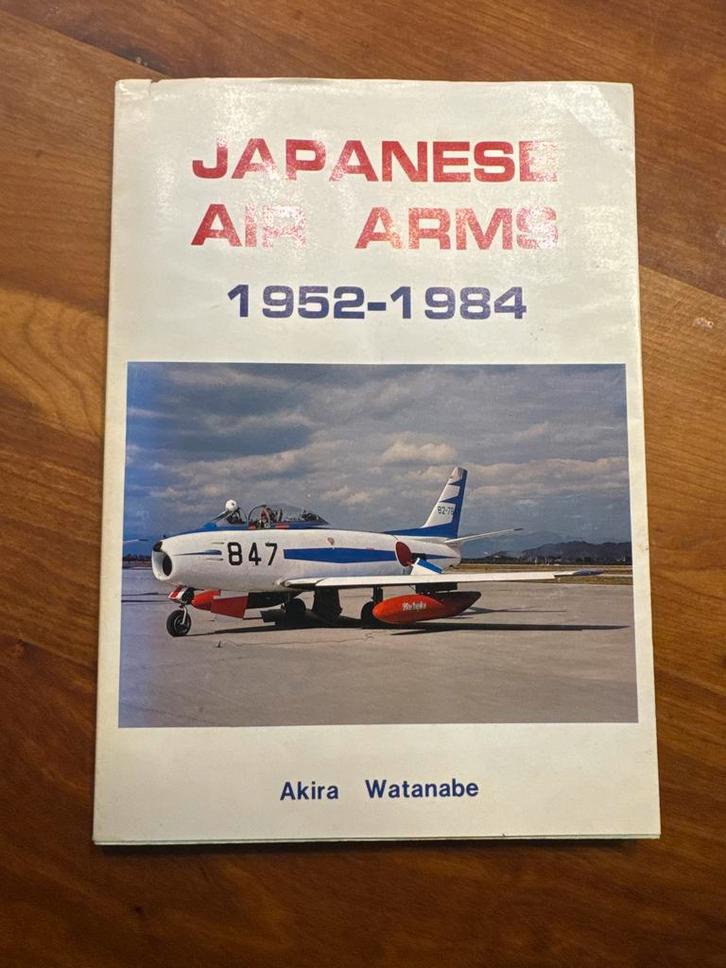 JAPANESE
AIR ARMS
1952-1984
847
Akira Watanabe